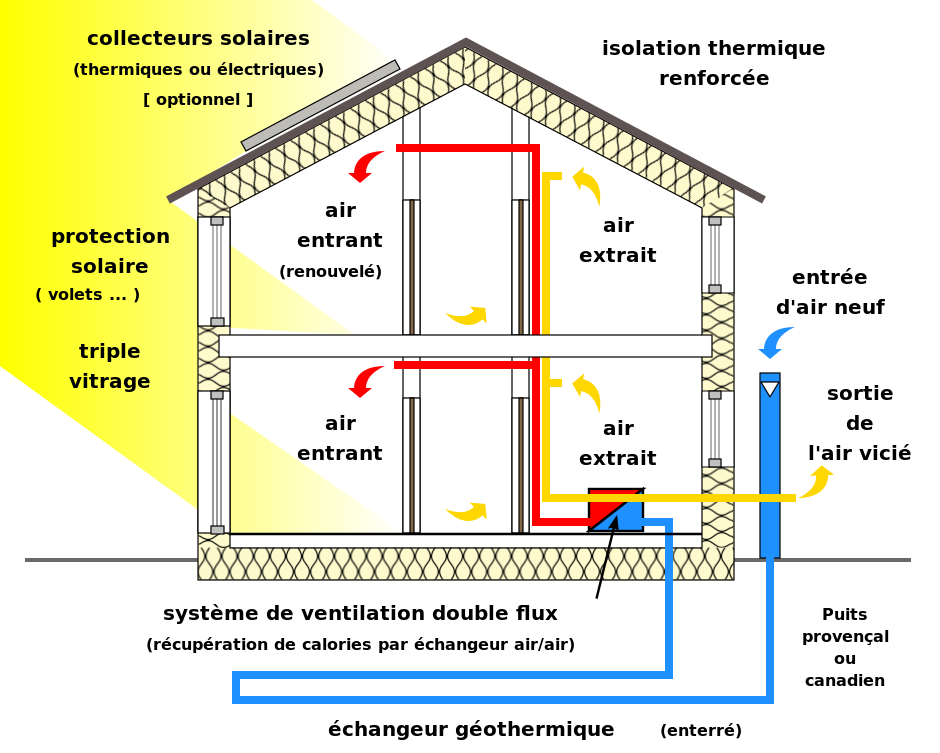 collecteurs solaires
(thermiques ou électriques)
[ optionnel ]
isolation thermique
renforcée
protection
solaire
( volets ... )
triple
vitrage
air
entrant
(renouvelé)
air
extrait
entrée
d'air neuf
air
entrant
air
extrait
sortie
de
l'air vicié
système de ventilation double flux
(récupération de calories par échangeur air/air)
Puits
provençal
ou
canadien
échangeur géothermique (enterré)